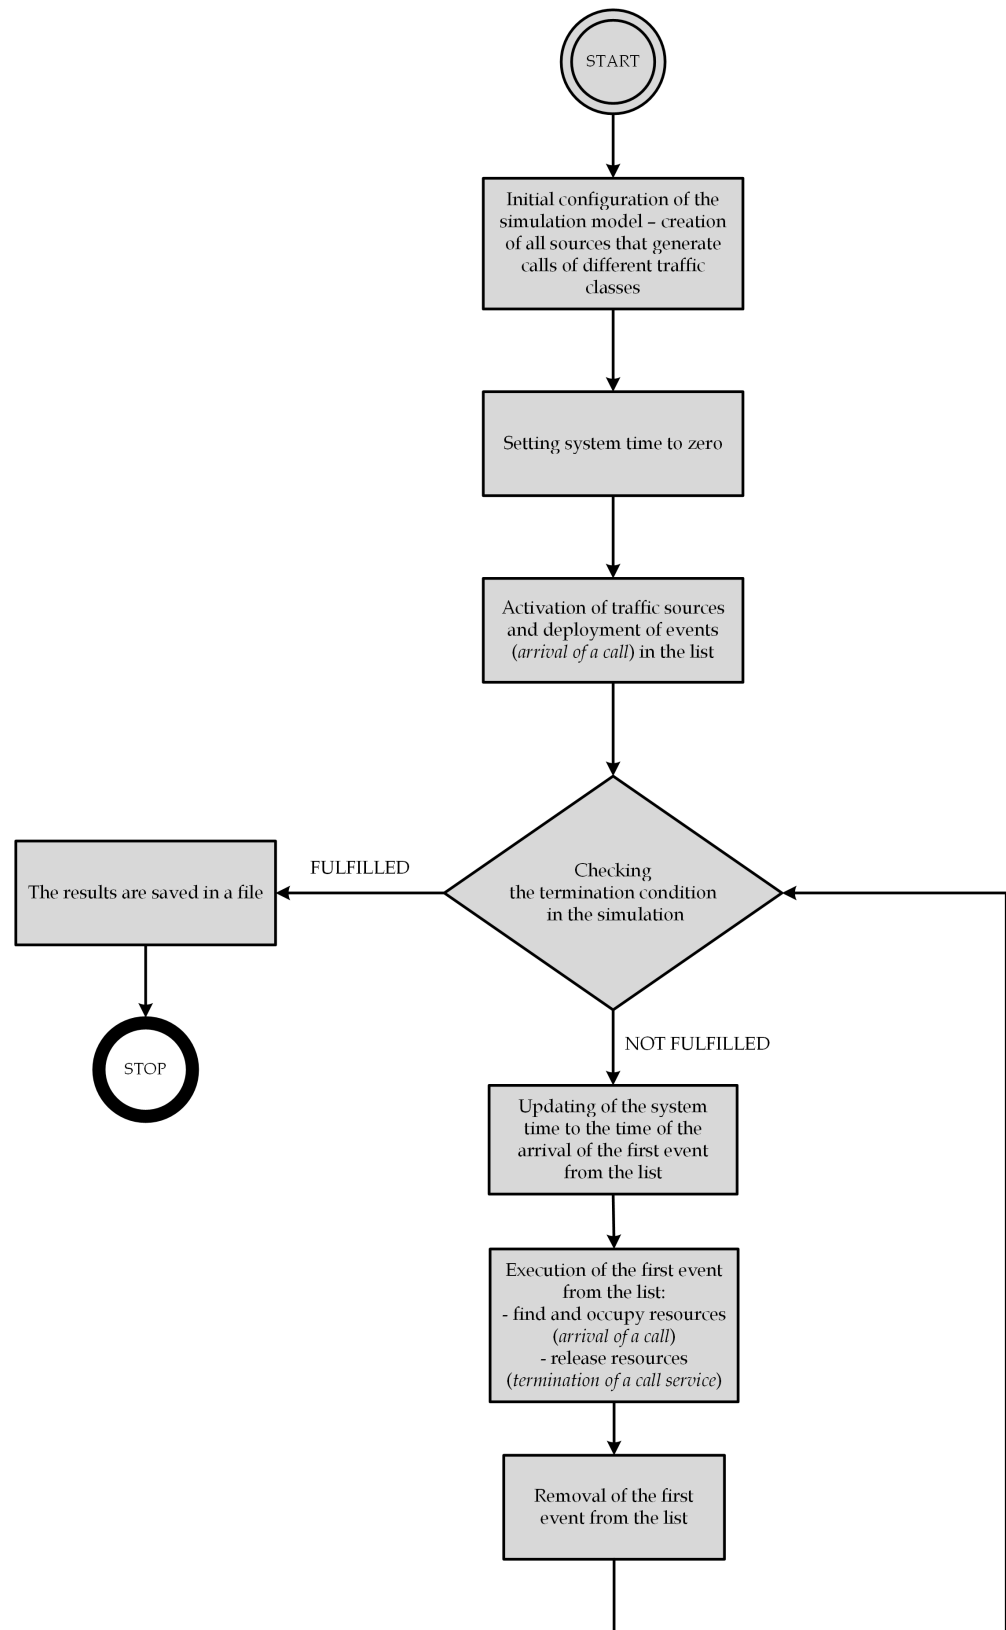 START
Initial configuration of the
simulation model – creation
of all sources that generate
calls of different traffic
classes
Setting system time to zero
Activation of traffic sources
and deployment of events
(arrival of a call) in the list
Checking
the termination condition
in the simulation
FULFILLED
The results are saved in a file
STOP
NOT FULFILLED
Updating of the system
time to the time of the
arrival of the first event
from the list
Execution of the first event
from the list:
- find and occupy resources
(arrival of a call)
- release resources
(termination of a call service)
Removal of the first
event from the list